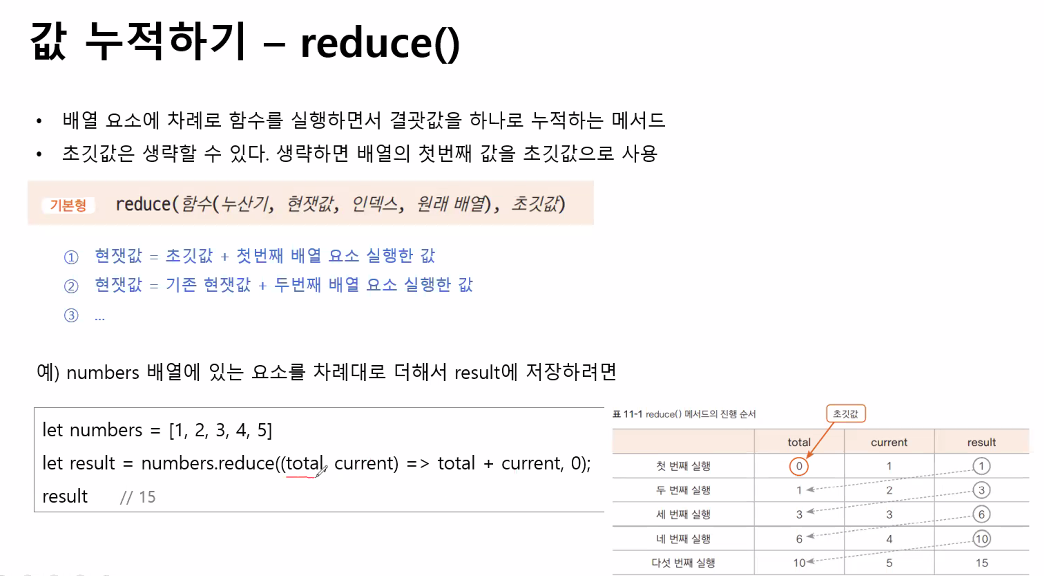 값 누적하기 – reduce()
• 배열 요소에 차례로 함수를 실행하면서 결괏값을 하나로 누적하는 메서드
• 초깃값은 생략할 수 있다. 생략하면 배열의 첫번째 값을 초깃값으로 사용
기본형 reduce(함수(누산기, 현잿값, 인덱스, 원래 배열), 초깃값)
① 현잿값 = 초깃값 + 첫번째 배열 요소 실행한 값
② 현잿값 = 기존 현잿값 + 두번째 배열 요소 실행한 값
③ ...
예) numbers 배열에 있는 요소를 차례대로 더해서 result에 저장하려면
let numbers = [1, 2, 3, 4, 5]
let result = numbers.reduce((total, current) => total + current, 0);
result // 15
표 11-1 reduce() 메서드의 진행 순서
초깃값
total current result
첫 번째 실행 0 1 1
두 번째 실행 1 2 3
세 번째 실행 3 3 6
네 번째 실행 6 4 10
다섯 번째 실행 10 5 15